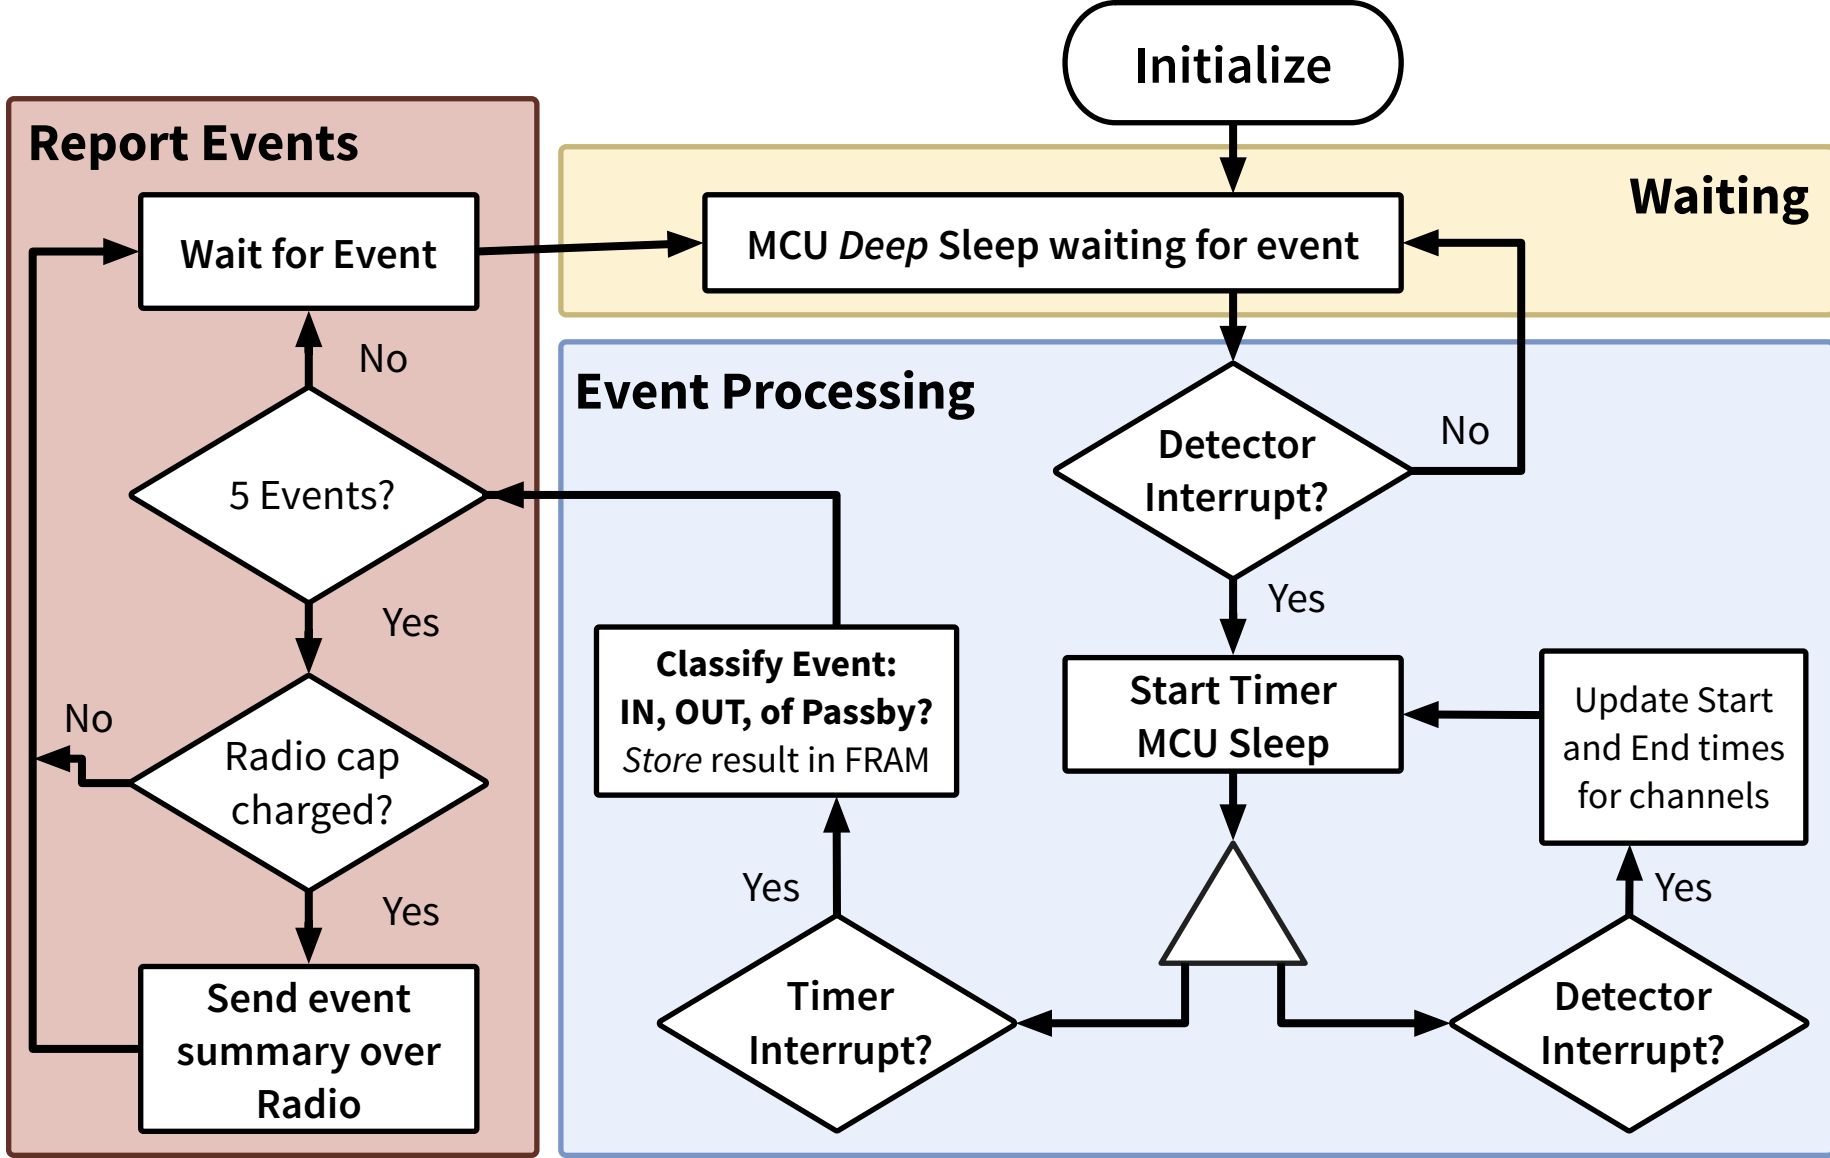 Initialize
Report Events
Waiting
Wait for Event
MCU Deep Sleep waiting for event
No
Event Processing
5 Events?
Detector
Interrupt?
No
Yes
Yes
Classify Event:
IN, OUT, of Passby?
Store result in FRAM
Start Timer
MCU Sleep
Update Start
and End times
for channels
No
Radio cap
charged?
Yes
Yes
Yes
Send event
summary over
Radio
Timer
Interrupt?
Detector
Interrupt?